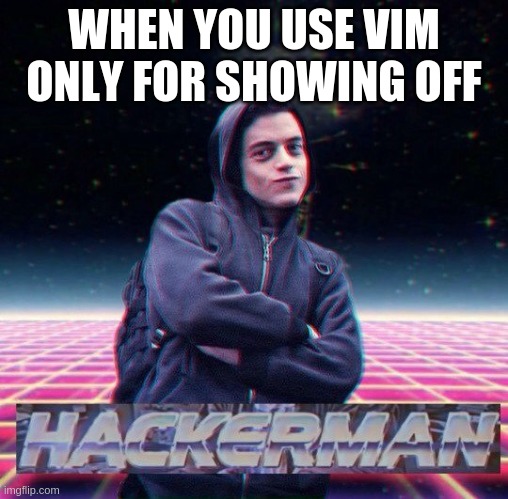 WHEN YOU USE VIM
ONLY FOR SHOWING OFF
HACKERMAN
imgflip.com